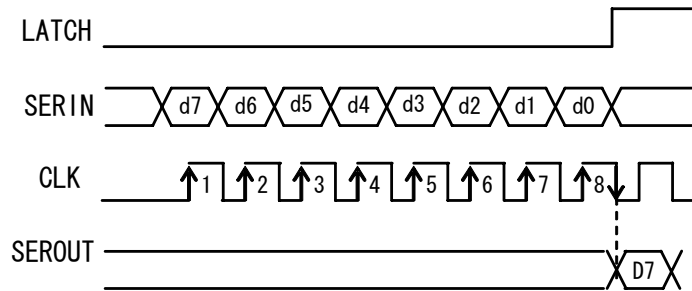 LATCH
SERIN d7 d6 d5 d4 d3 d2 d1 d0
CLK 1 2 3 4 5 6 7 8
SEROUT D7